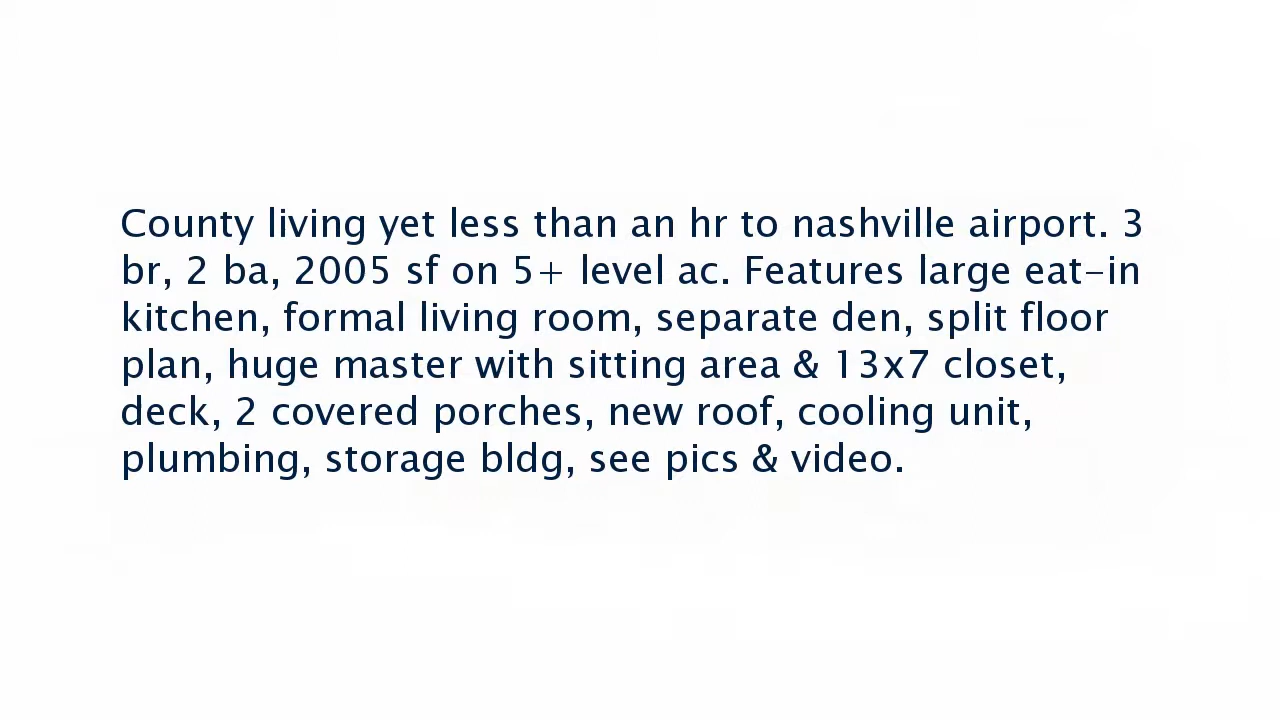 County living yet less than an hr to nashville airport. 3
br, 2 ba, 2005 sf on 5+ level ac. Features large eat-in
kitchen, formal living room, separate den, split floor
plan, huge master with sitting area & 13x7 closet,
deck, 2 covered porches, new roof, cooling unit,
plumbing, storage bldg, see pics & video.